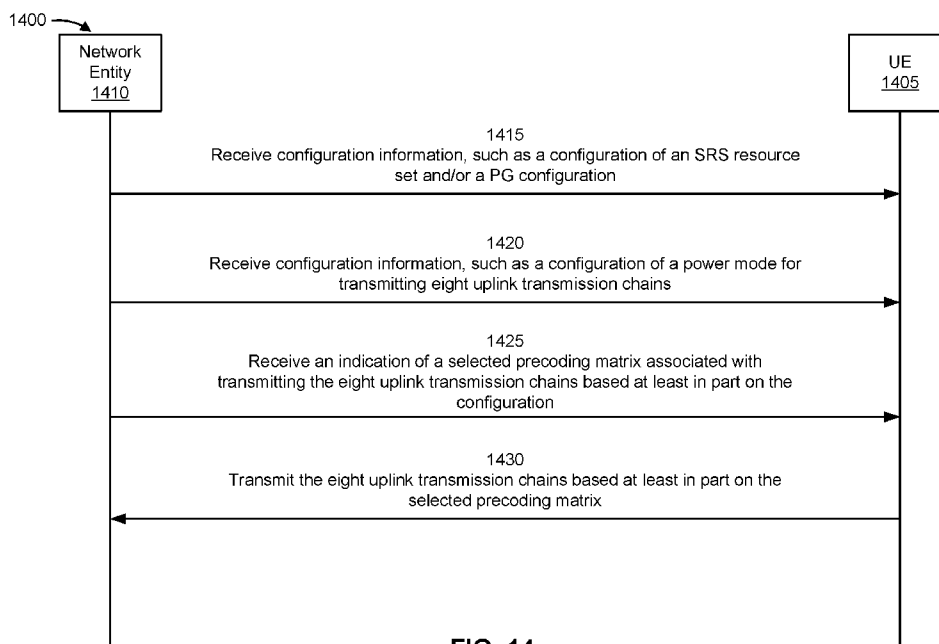 1400
Network
Entity
1410
UE
1405
1415
Receive configuration information, such as a configuration of an SRS resource
set and/or a PG configuration
1420
Receive configuration information, such as a configuration of a power mode for
transmitting eight uplink transmission chains
1425
Receive an indication of a selected precoding matrix associated with
transmitting the eight uplink transmission chains based at least in part on the
configuration
1430
Transmit the eight uplink transmission chains based at least in part on the
selected precoding matrix
FIG. 14